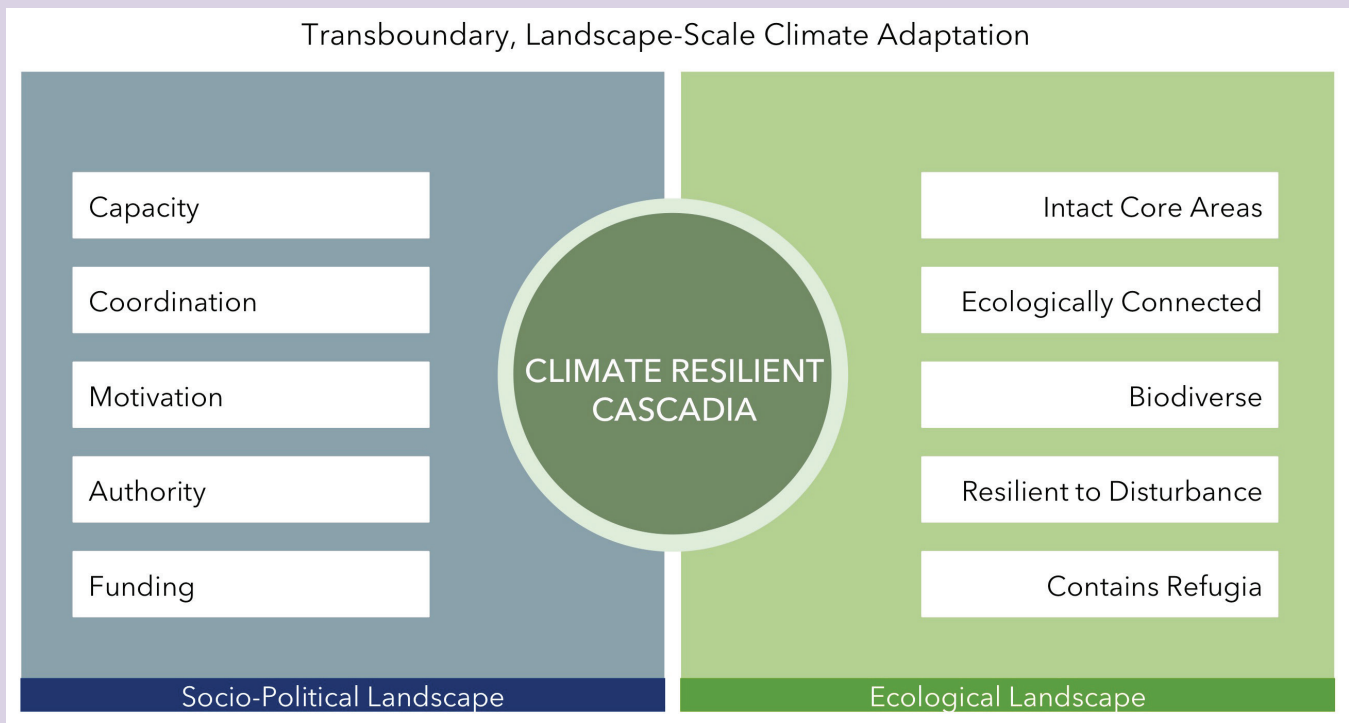 Transboundary, Landscape-Scale Climate Adaptation
Capacity
Coordination
Motivation
Authority
Funding
CLIMATE RESILIENT
CASCADIA
Intact Core Areas
Ecologically Connected
Biodiverse
Resilient to Disturbance
Contains Refugia
Socio-Political Landscape
Ecological Landscape